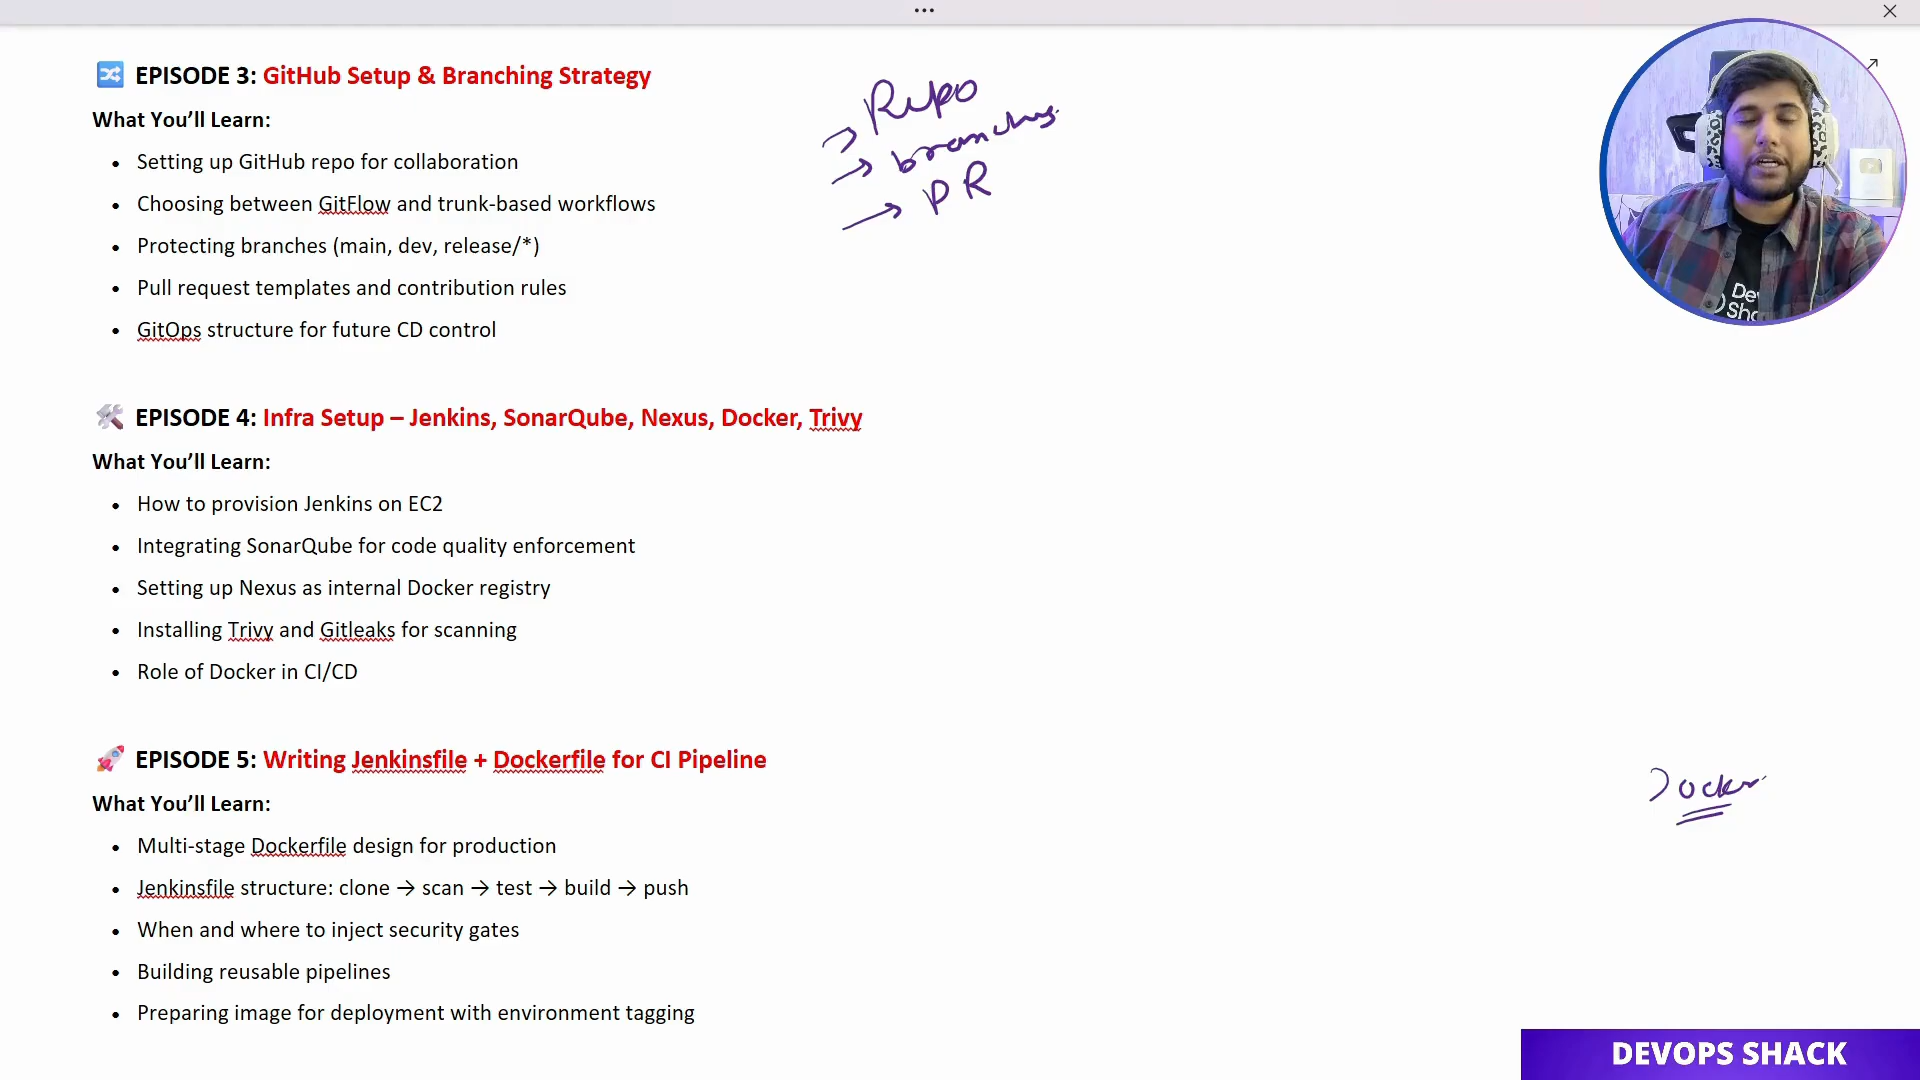 EPISODE 3: GitHub Setup & Branching Strategy
What You’ll Learn:
• Setting up GitHub repo for collaboration
• Choosing between GitFlow and trunk-based workflows
• Protecting branches (main, dev, release/*)
• Pull request templates and contribution rules
• GitOps structure for future CD control
Repo
branches
PR
EPISODE 4: Infra Setup – Jenkins, SonarQube, Nexus, Docker, Trivy
What You’ll Learn:
• How to provision Jenkins on EC2
• Integrating SonarQube for code quality enforcement
• Setting up Nexus as internal Docker registry
• Installing Trivy and Gitleaks for scanning
• Role of Docker in CI/CD
EPISODE 5: Writing Jenkinsfile + Dockerfile for CI Pipeline
What You’ll Learn:
• Multi-stage Dockerfile design for production
• Jenkinsfile structure: clone → scan → test → build → push
• When and where to inject security gates
• Building reusable pipelines
• Preparing image for deployment with environment tagging
Docker
DEVOPS SHACK